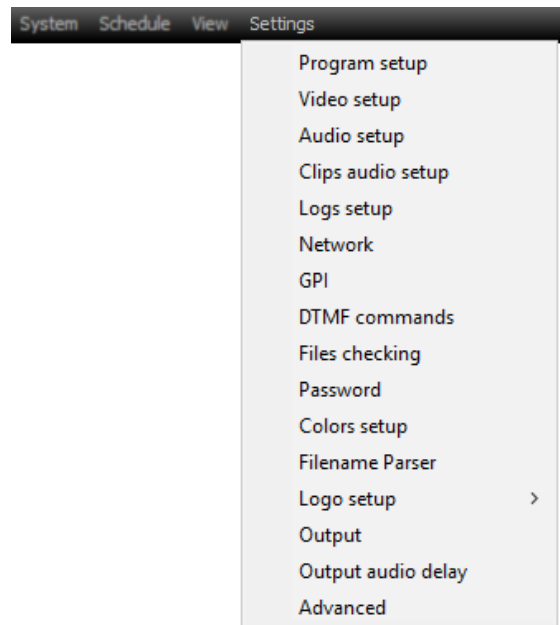 System Schedule View Settings
Program setup
Video setup
Audio setup
Clips audio setup
Logs setup
Network
GPI
DTMF commands
Files checking
Password
Colors setup
Filename Parser
Logo setup
Output
Output audio delay
Advanced